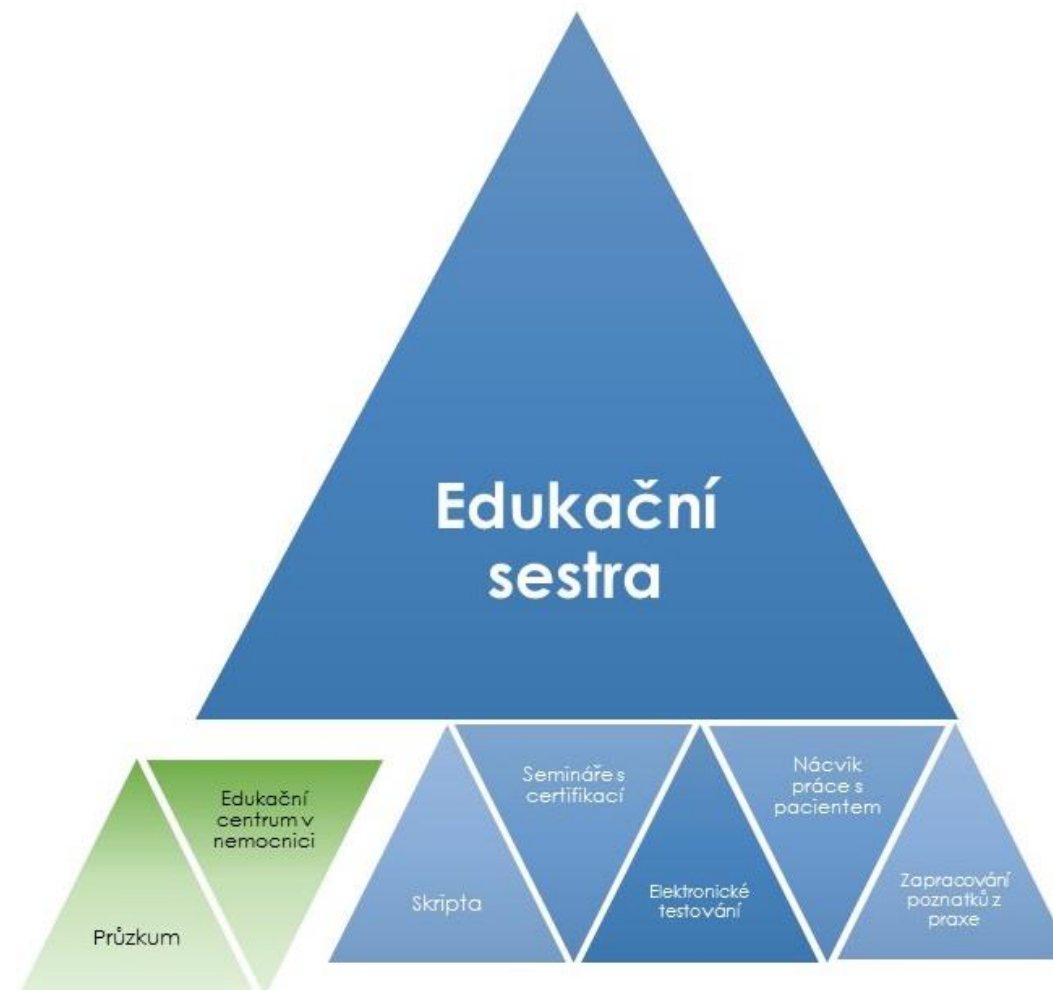 Edukační
sestra
Edukační
centrum v
nemocnici
Průzkum
Skripta
Semináře s
certifikací
Elektronické
testování
Nácvik
práce s
pacientem
Zapracování
poznatků z
praxe